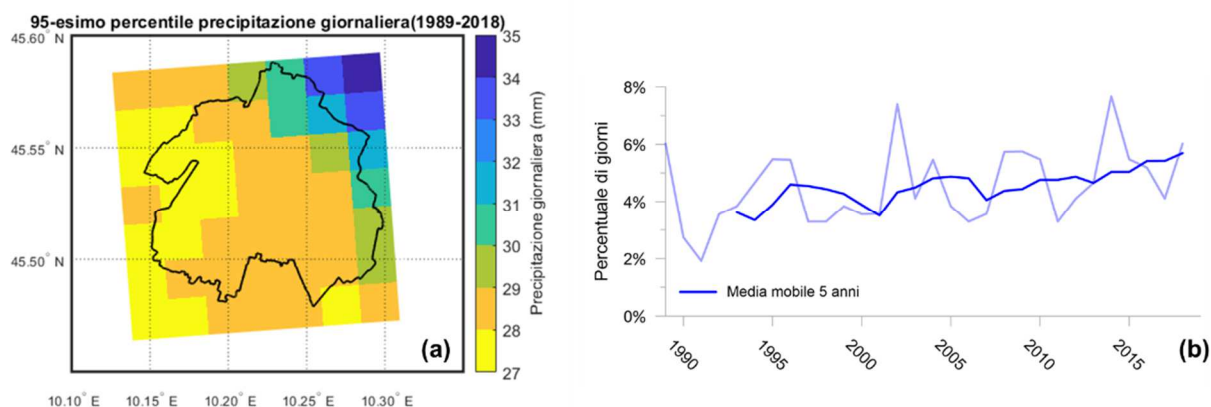 95-esimo percentile precipitazione giornaliera(1989-2018)
45.60° N
45.55° N
45.50° N
10.10° E
10.15° E
10.20° E
10.25° E
10.30° E
(a)
35
34
33
32
31
30
29
28
27
Precipitazione giornaliera (mm)
8%
6%
4%
2%
0%
Percentuale di giorni
Media mobile 5 anni
1990
1995
2000
2005
2010
2015
(b)